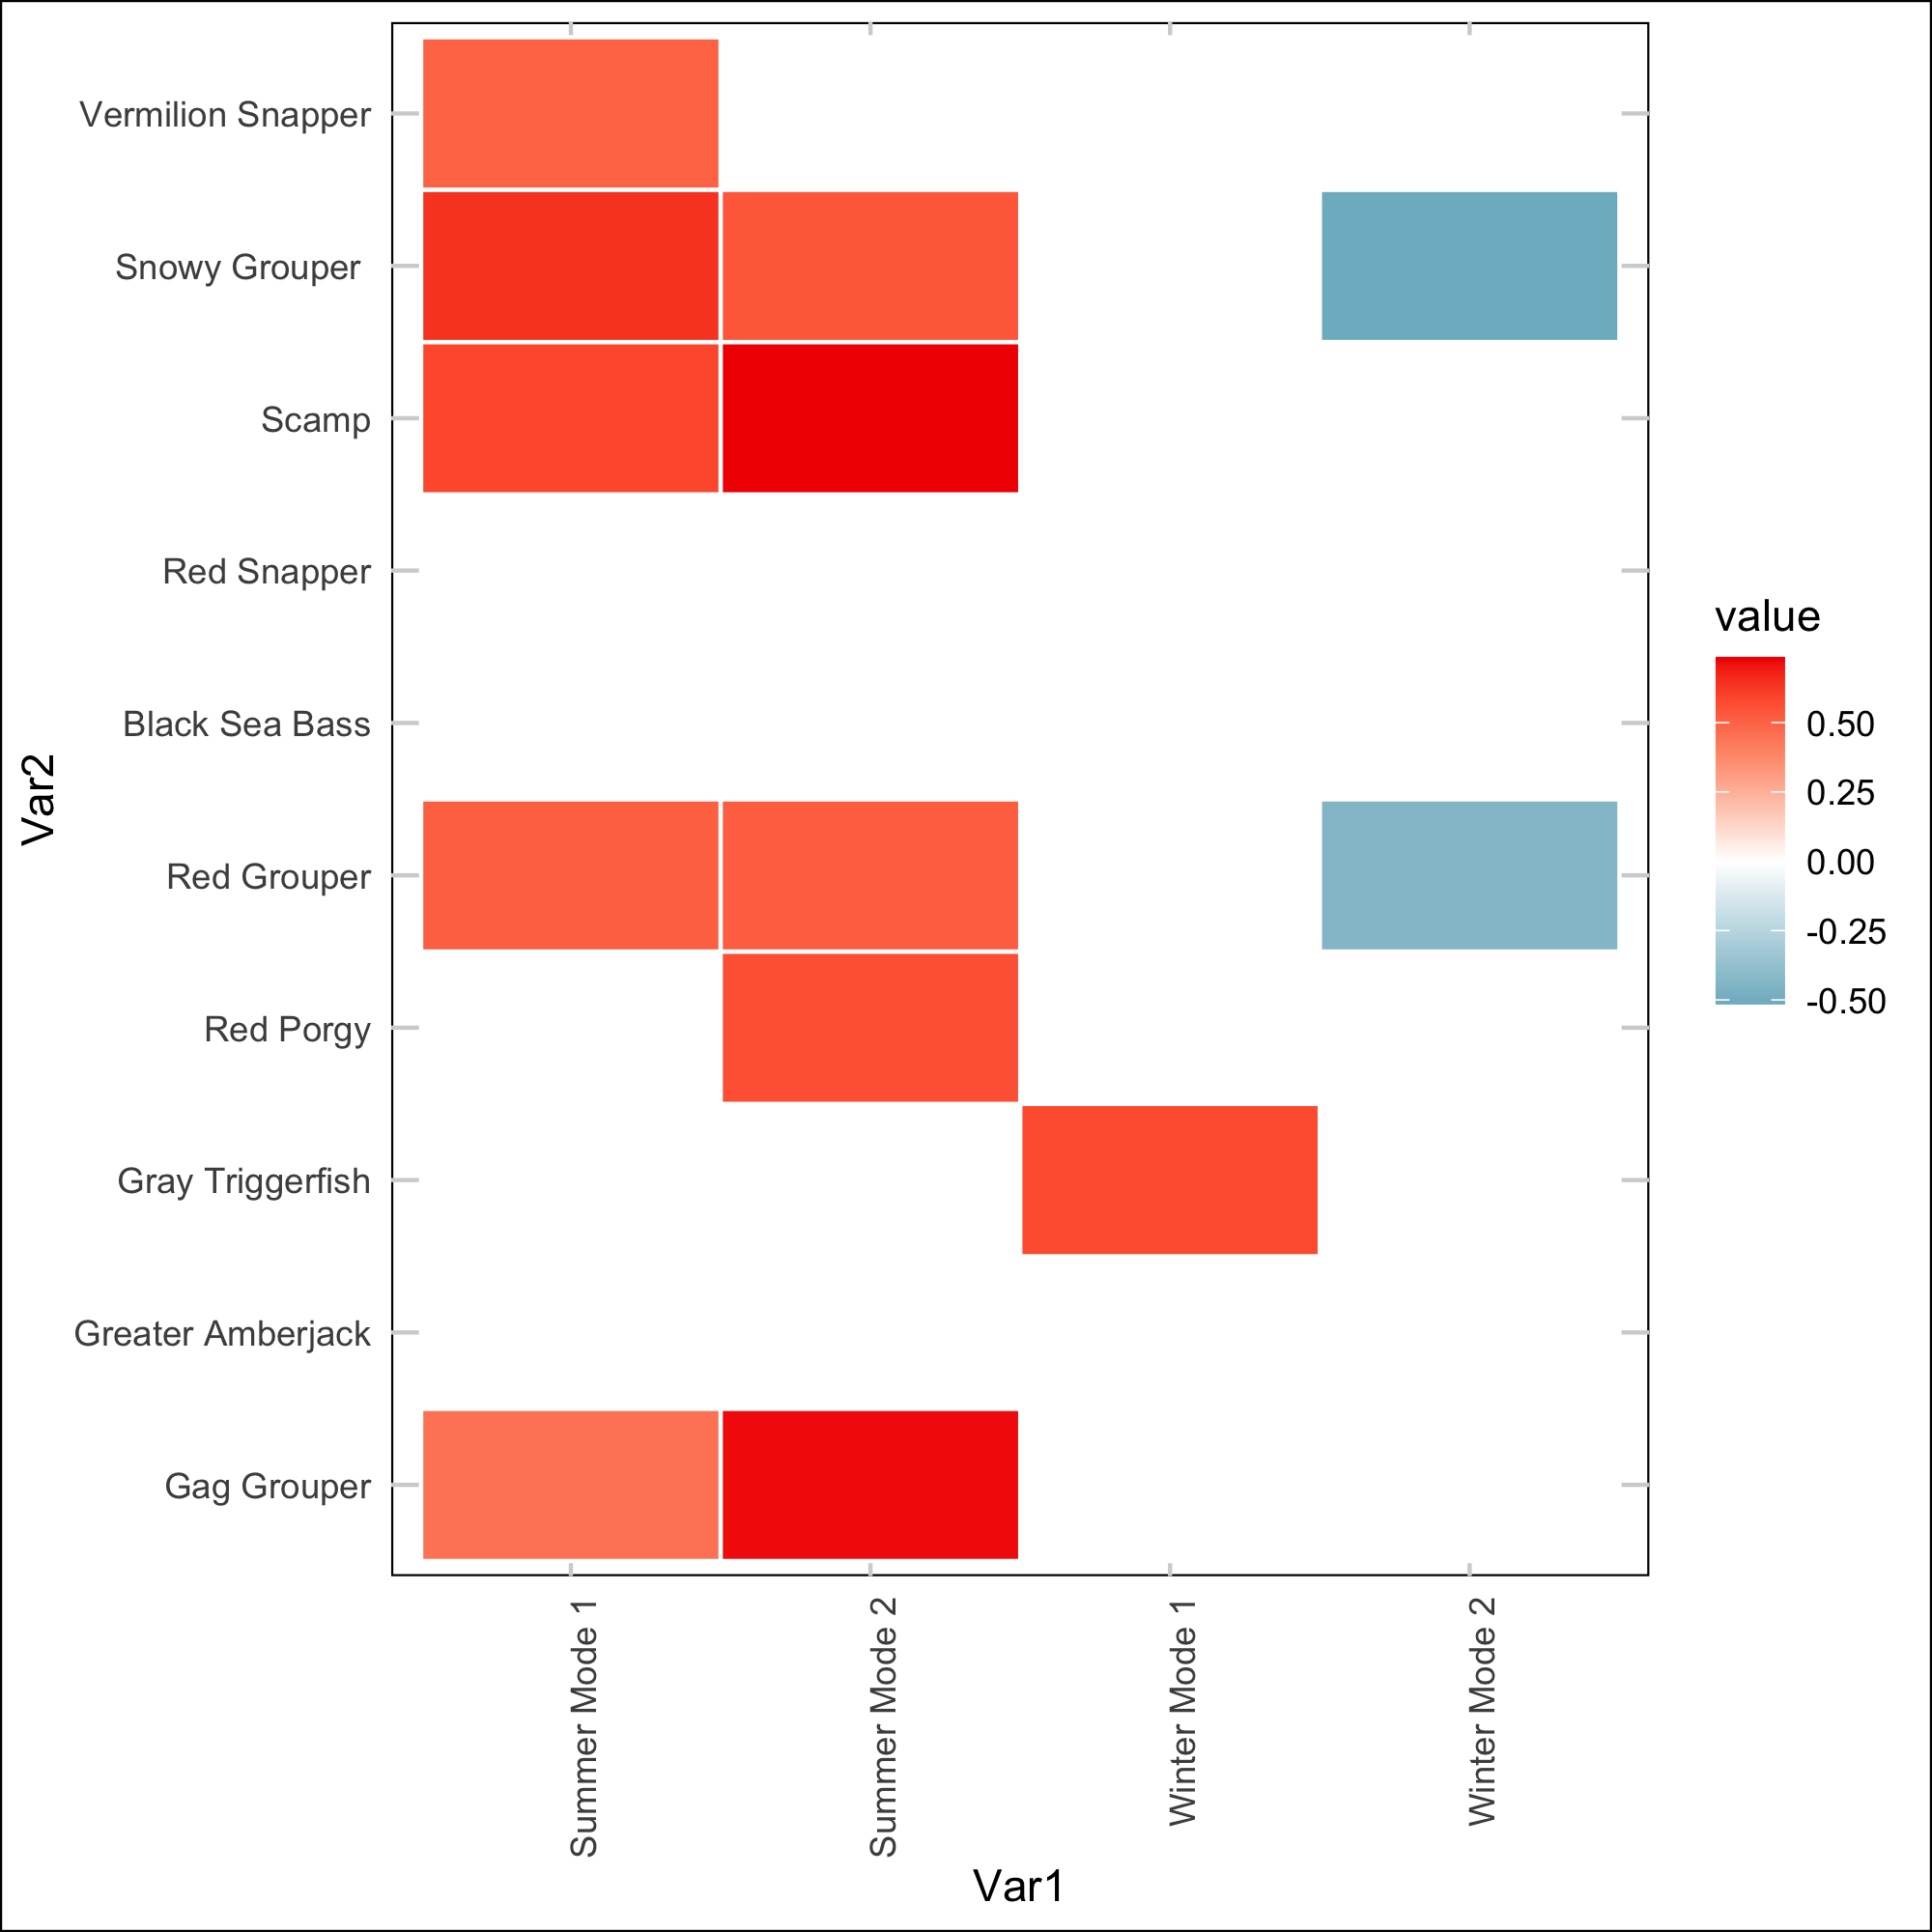 Vermilion Snapper
Snowy Grouper
Scamp
Red Snapper
Black Sea Bass
Red Grouper
Red Porgy
Gray Triggerfish
Greater Amberjack
Gag Grouper
Var2
Summer Mode 1
Summer Mode 2
Winter Mode 1
Winter Mode 2
Var1
value
0.50
0.25
0.00
-0.25
-0.50